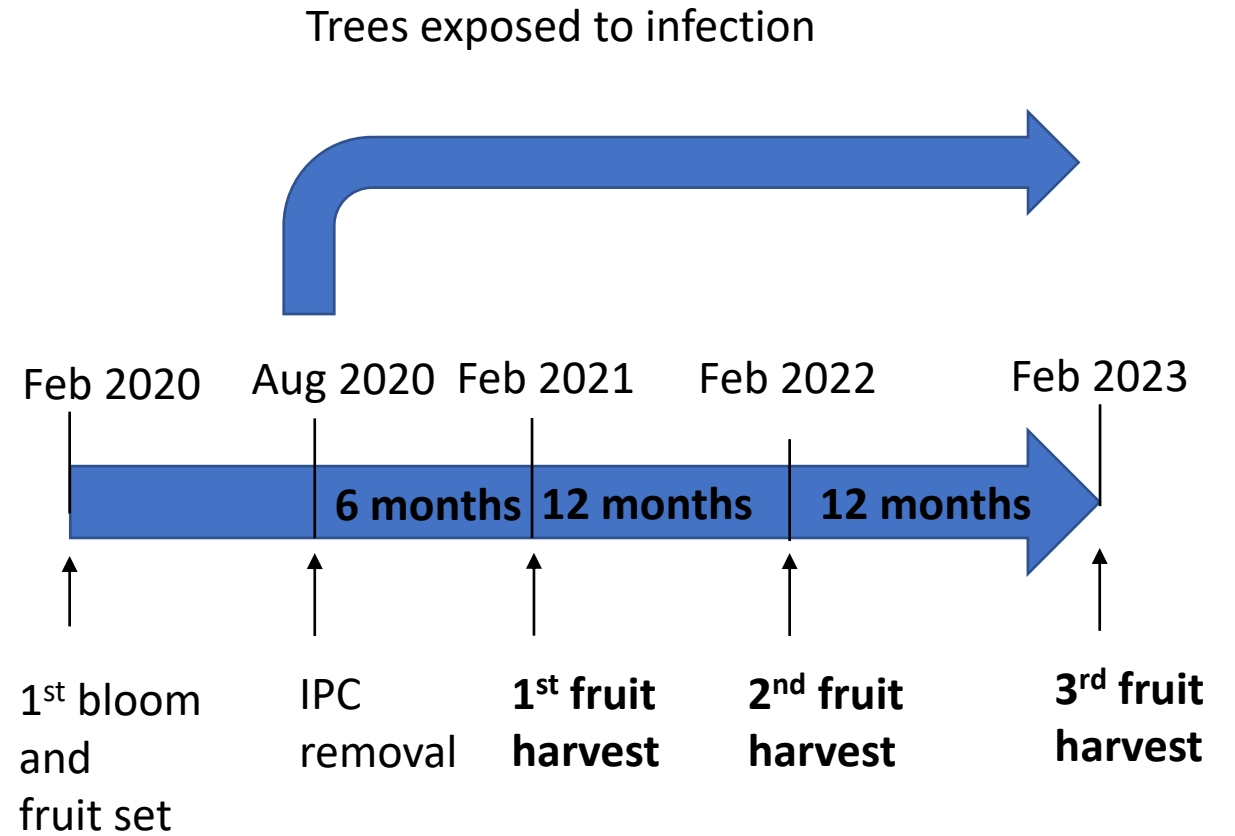 Trees exposed to infection
Feb 2020
Aug 2020
Feb 2021
Feb 2022
Feb 2023
6 months
12 months
12 months
1st bloom
and
fruit set
IPC
removal
1st fruit
harvest
2nd fruit
harvest
3rd fruit
harvest